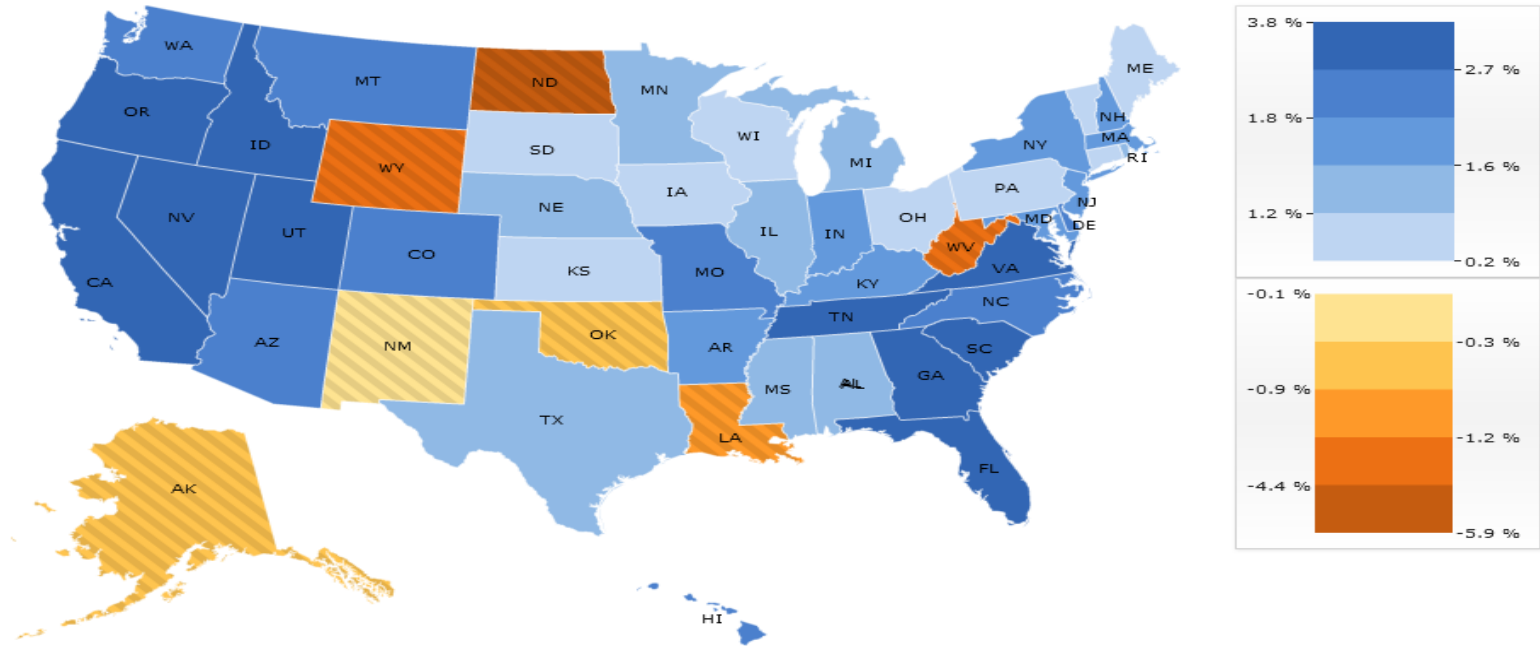 WA
MT
ND
MN
ME
OR
ID
WY
SD
WI
MI
NY
NH
MA
RI
NV
UT
CO
NE
IA
IL
IN
OH
PA
NJ
MD
DE
CA
AZ
NM
KS
OK
MO
AR
KY
WV
VA
TN
NC
SC
TX
LA
MS
AL
GA
FL
AK
HI
3.8 %
2.7 %
1.8 %
1.6 %
1.2 %
0.2 %
-0.1 %
-0.3 %
-0.9 %
-1.2 %
-4.4 %
-5.9 %